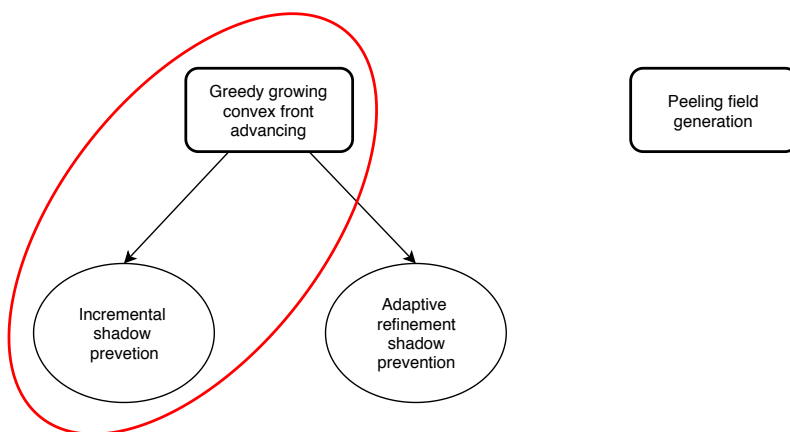 Greedy growing
convex front
advancing
Peeling field
generation
Incremental
shadow
prevetion
Adaptive
refinement
shadow
prevention